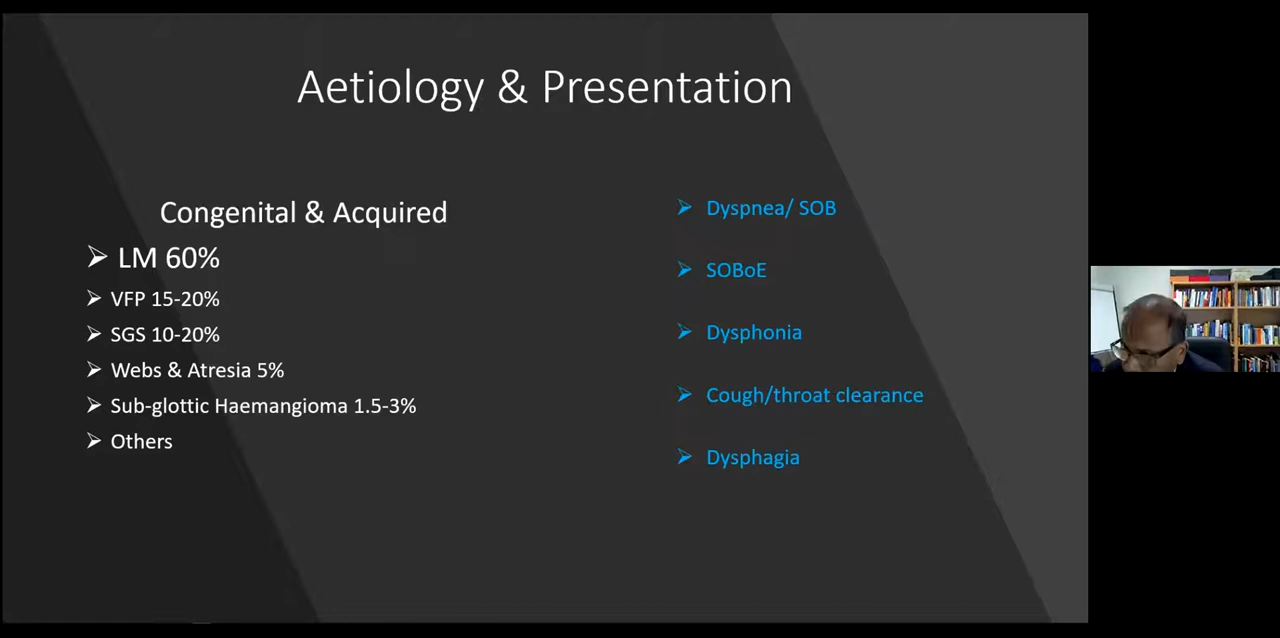 Aetiology & Presentation
Congenital & Acquired
LM 60%
VFP 15-20%
SGS 10-20%
Webs & Atresia 5%
Sub-glottic Haemangioma 1.5-3%
Others
Dyspnea/ SOB
SOBoE
Dysphonia
Cough/throat clearance
Dysphagia